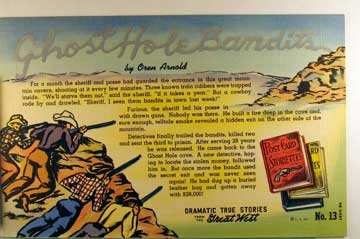 Ghost Hole Bandits
by Oren Arnold
For a month the sheriff and posse had guarded the entrance to this great moun-
tain cavern, shooting at it every few minutes. Three known train robbers were trapped
inside. "We'll starve them out," said the sheriff, "if it takes a year." But a cowboy
rode by and drawled, "Sheriff, I seen them bandits in town last week!"
Furious, the sheriff led his posse in
with drawn guns. Nobody was there. He built a fire deep in the cave and
once enough, telltale smoke revealed a hidden exit on the other side of the
mountain.
Detectives finally trailed the bandits, killed two
and sent the third to prison. After serving 28 years
he was released. He came back to the
Ghost Hole cave. A new detective, hop-
ing to locate the stolen money, followed
him in. But once more the bandit used
the secret exit and was never seen
again! He had dug up a buried
leather bag and gotten away
with $38,000!
POST CARD
STORIETTES
DRAMATIC TRUE STORIES
FROM THE
Great West
No. 13